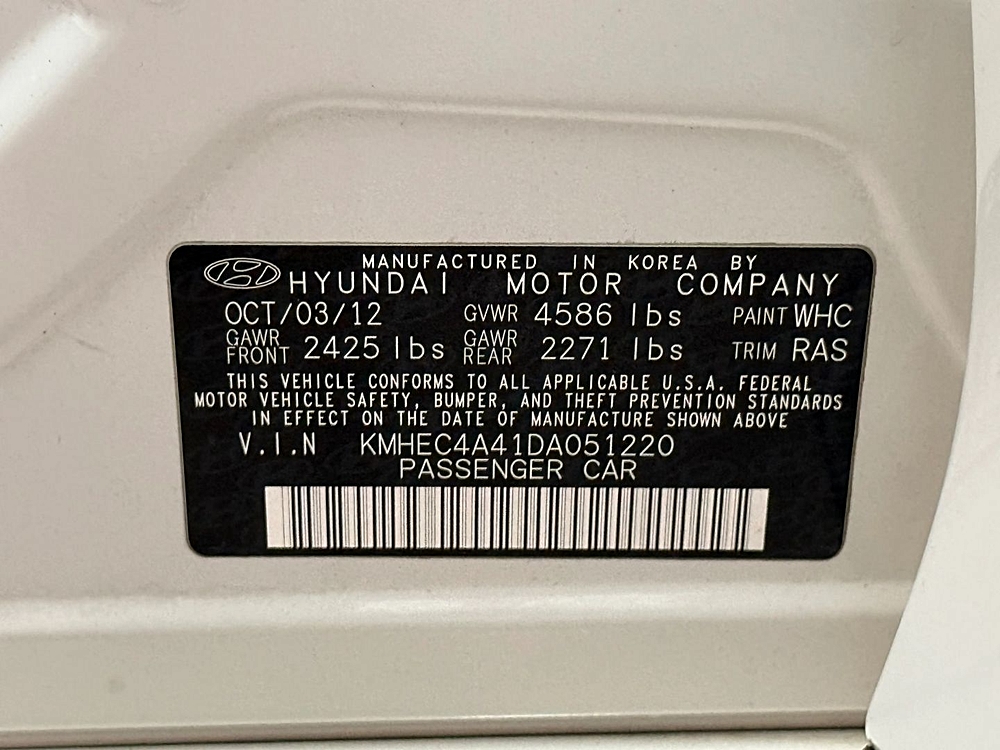 MANUFACTURED IN KOREA BY
HYUNDAI MOTOR COMPANY
OCT/03/12 GVWR 4586 lbs PAINT WHC
GAWR FRONT 2425 lbs GAWR REAR 2271 lbs TRIM RAS
THIS VEHICLE CONFORMS TO ALL APPLICABLE U.S.A. FEDERAL
MOTOR VEHICLE SAFETY, BUMPER, AND THEFT PREVENTION STANDARDS
IN EFFECT ON THE DATE OF MANUFACTURE SHOWN ABOVE
V.I.N KMHEC4A41DA051220
PASSENGER CAR